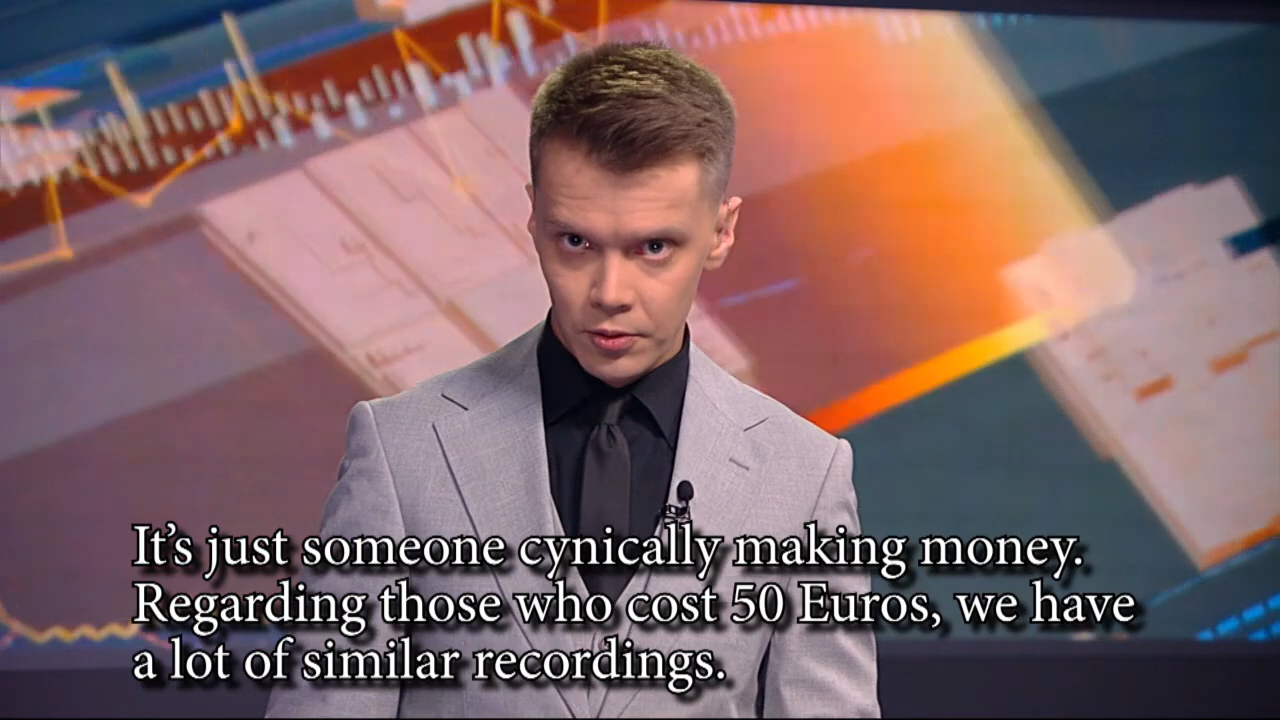 It’s just someone cynically making money.
Regarding those who cost 50 Euros, we have
a lot of similar recordings.